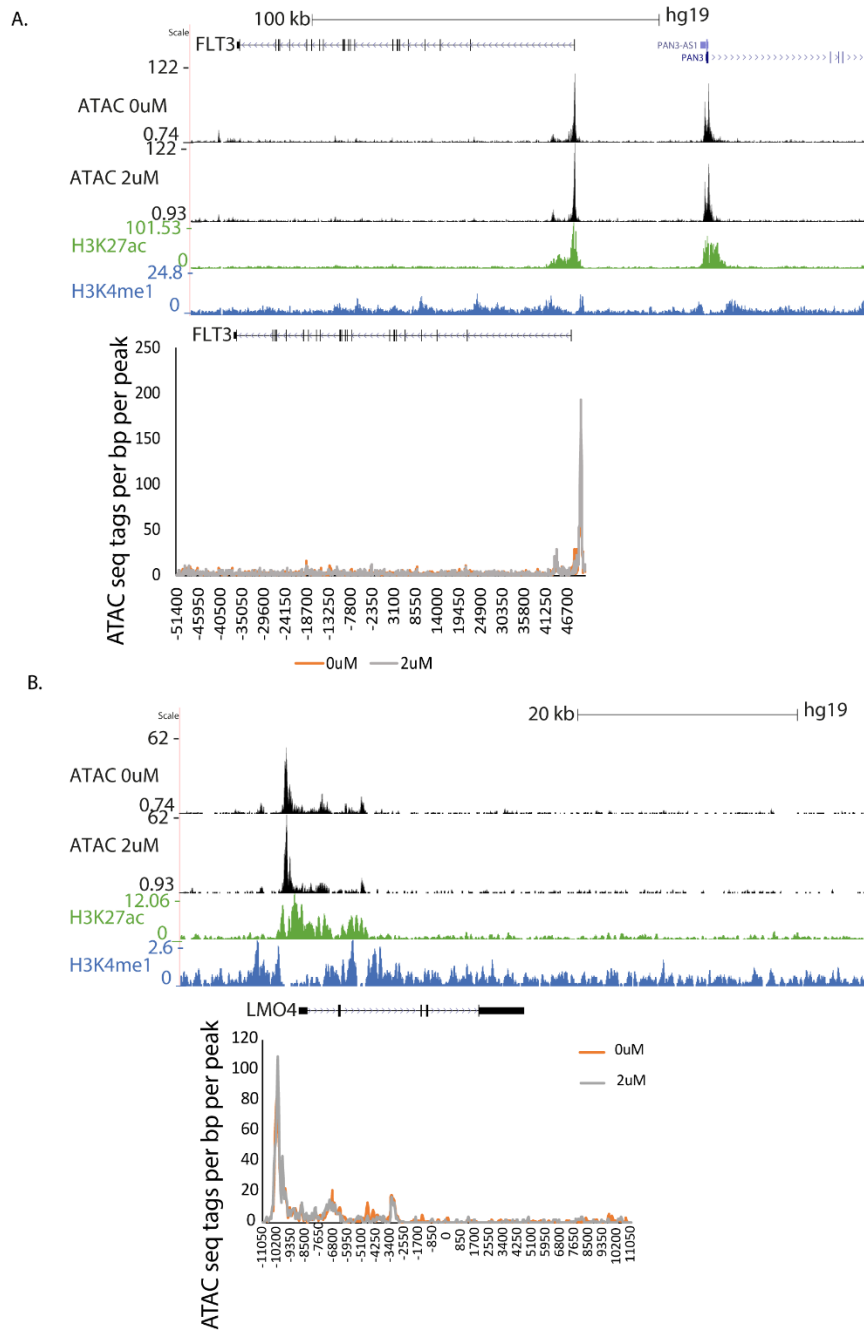 A.
100 kb hg19
Scale
FLT3
PAN3-AS1
PAN3
122
ATAC 0uM
0.74
122
ATAC 2uM
0.93
101.53
H3K27ac
0
24.8
H3K4me1
0
FLT3
ATAC seq tags per bp per peak
250
200
150
100
50
0
-51400 -45950 -40500 -35050 -29600 -24150 -18700 -13250 -7800 -2350 3100 8550 14000 19450 24900 30350 35800 41250 46700
0uM 2uM
B.
Scale
20 kb hg19
62
ATAC 0uM
0.74
62
ATAC 2uM
0.93
12.06
H3K27ac
0
2.6
H3K4me1
0
LMO4
ATAC seq tags per bp per peak
120
100
80
60
40
20
0
0uM
2uM
-11050 -10200 -9350 -8500 -7650 -6800 -5950 -5100 -4250 -33400 -2550 -1700 -850 0 850 1700 2550 3400 4250 5100 5950 6800 7650 8500 9350 10200 11050